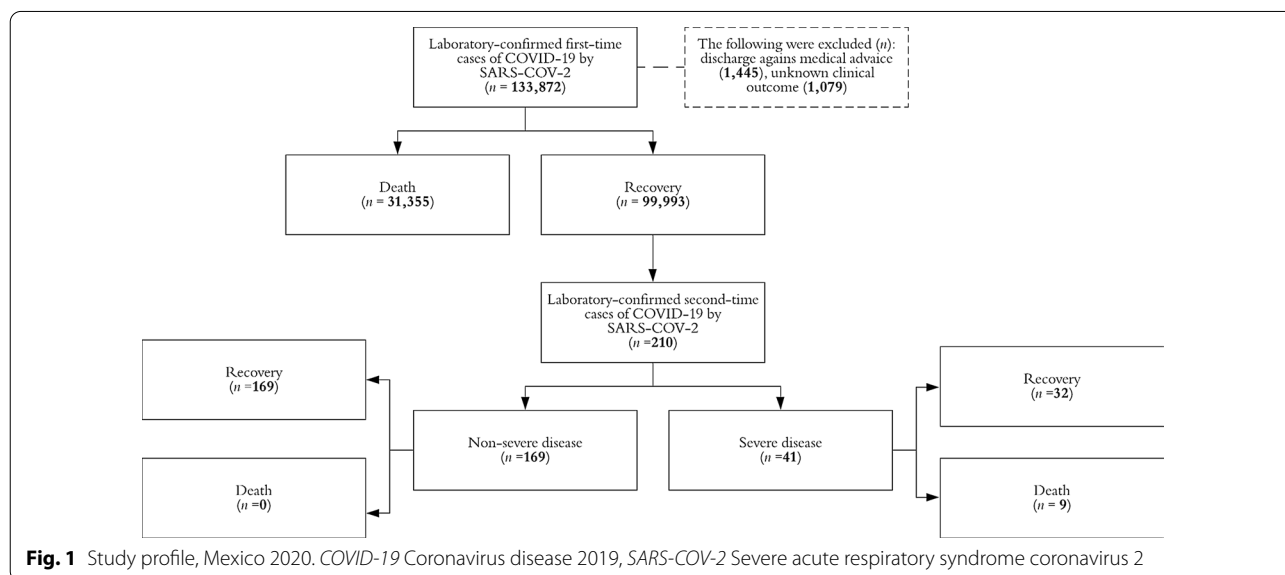 Laboratory-confirmed first-time
cases of COVID-19 by
SARS-COV-2
(n = 133,872)
The following were excluded (n):
discharge agains medical advaice
(1,445), unknown clinical
outcome (1,079)
Death
(n = 31,355)
Recovery
(n = 99,993)
Laboratory-confirmed second-time
cases of COVID-19 by
SARS-COV-2
(n =210)
Recovery
(n =169)
Recovery
(n =32)
Non-severe disease
(n =169)
Severe disease
(n =41)
Death
(n =0)
Death
(n = 9)
Fig. 1 Study profile, Mexico 2020. COVID-19 Coronavirus disease 2019, SARS-COV-2 Severe acute respiratory syndrome coronavirus 2